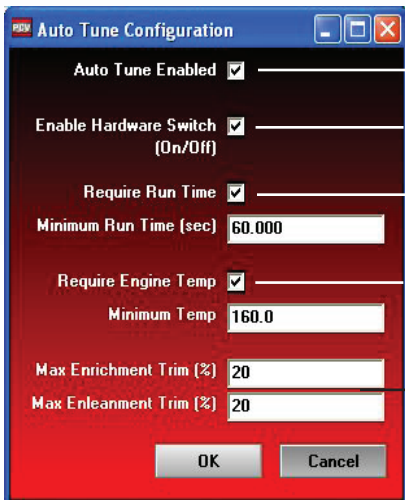 PCV Auto Tune Configuration
Auto Tune Enabled
Enable Hardware Switch
(On/Off)
Require Run Time
Minimum Run Time (sec) 60.000
Require Engine Temp
Minimum Temp 160.0
Max Enrichment Trim (%) 20
Max Enleanment Trim (%) 20
OK Cancel